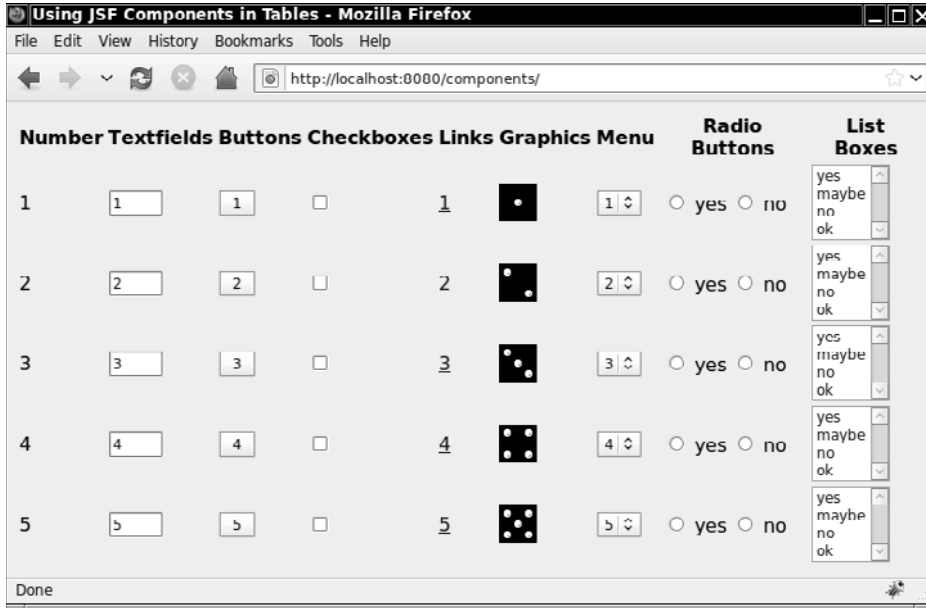 Using JSF Components in Tables - Mozilla Firefox
File Edit View History Bookmarks Tools Help
http://localhost:8080/components/
Number Textfields Buttons Checkboxes Links Graphics Menu Radio Buttons List Boxes
1 1 1 1 1 yes no
yes
maybe
no
ok
2 2 2 2 2 yes no
yes
maybe
no
ok
3 3 3 3 3 yes no
yes
maybe
no
ok
4 4 4 4 4 yes no
yes
maybe
no
ok
5 5 5 5 5 yes no
yes
maybe
no
ok
Done